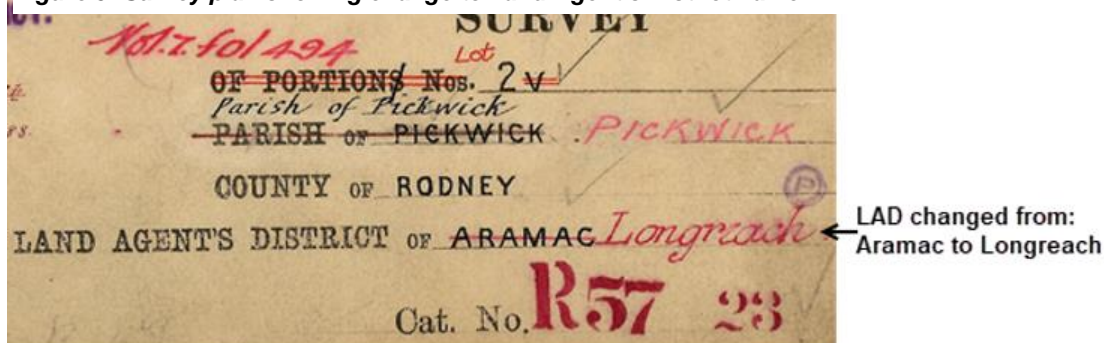 SURVEY
Vol. 7. fol 494
Lot
OF PORTIONS Nos. 2 v
Parish of Pickwick
PARISH OF PICKWICK PICKWICK
COUNTY OF RODNEY
P
LAND AGENT'S DISTRICT OF ARAMAC Longreach
LAD changed from:
Aramac to Longreach
Cat. No. R57 23